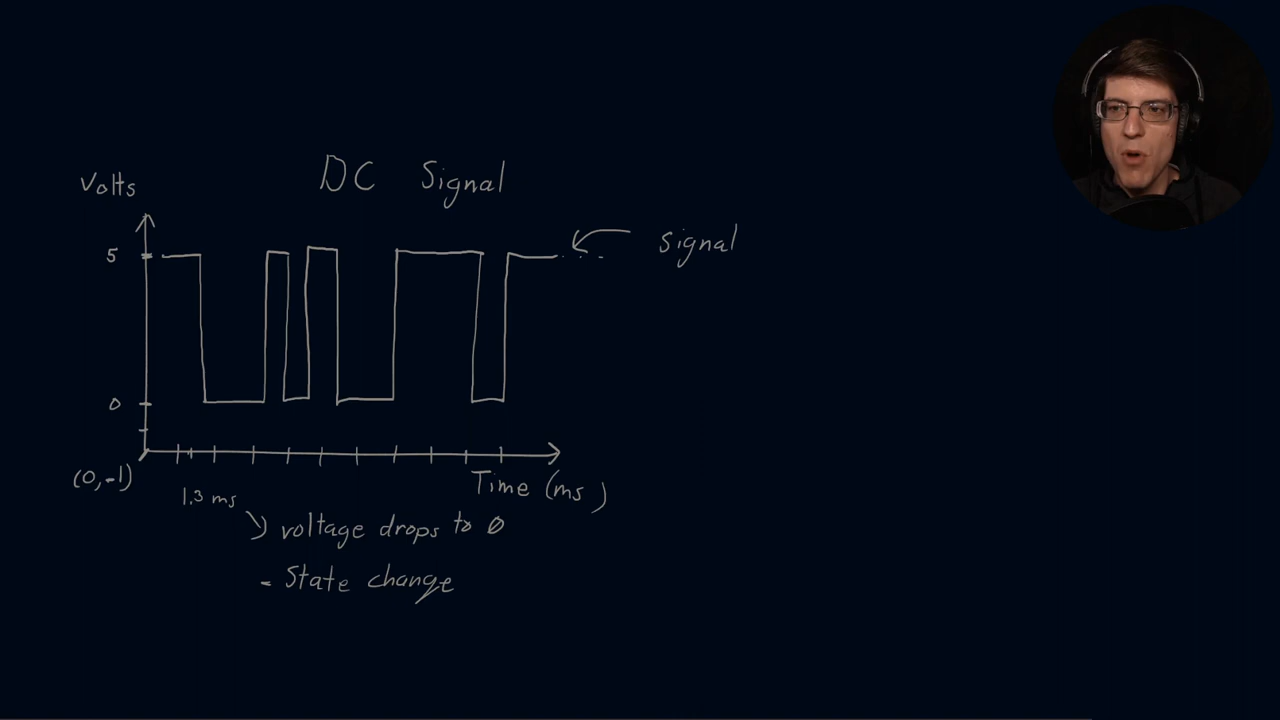 DC Signal
Volts
5
signal
0
(0,-1)
Time (ms)
1.3 ms
voltage drops to 0
- State change